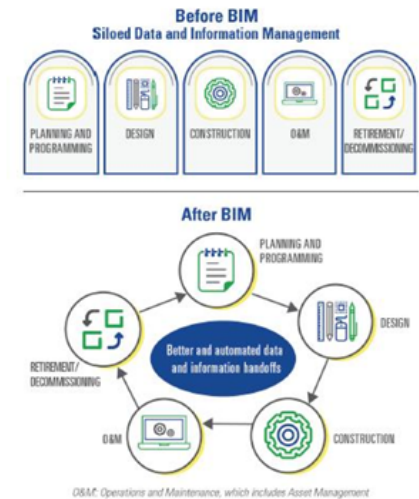 Before BIM
Siloed Data and Information Management
PLANNING AND
PROGRAMMING
DESIGN
CONSTRUCTION
O&M
RETIREMENT/
DECOMMISSIONING
After BIM
PLANNING AND
PROGRAMMING
DESIGN
CONSTRUCTION
O&M
RETIREMENT/
DECOMMISSIONING
Better and automated data
and information handoffs
O&M: Operations and Maintenance, which includes Asset Management